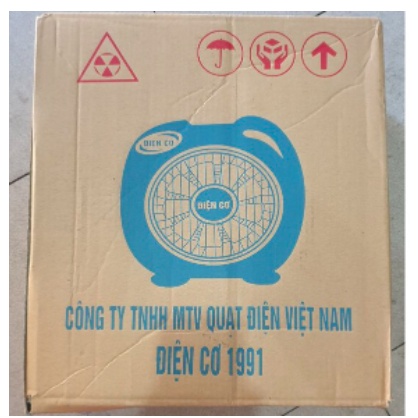 ĐIỆN CƠ
ĐIỆN CƠ
CÔNG TY TNHH MTV QUẠT ĐIỆN VIỆT NAM
ĐIỆN CƠ 1991